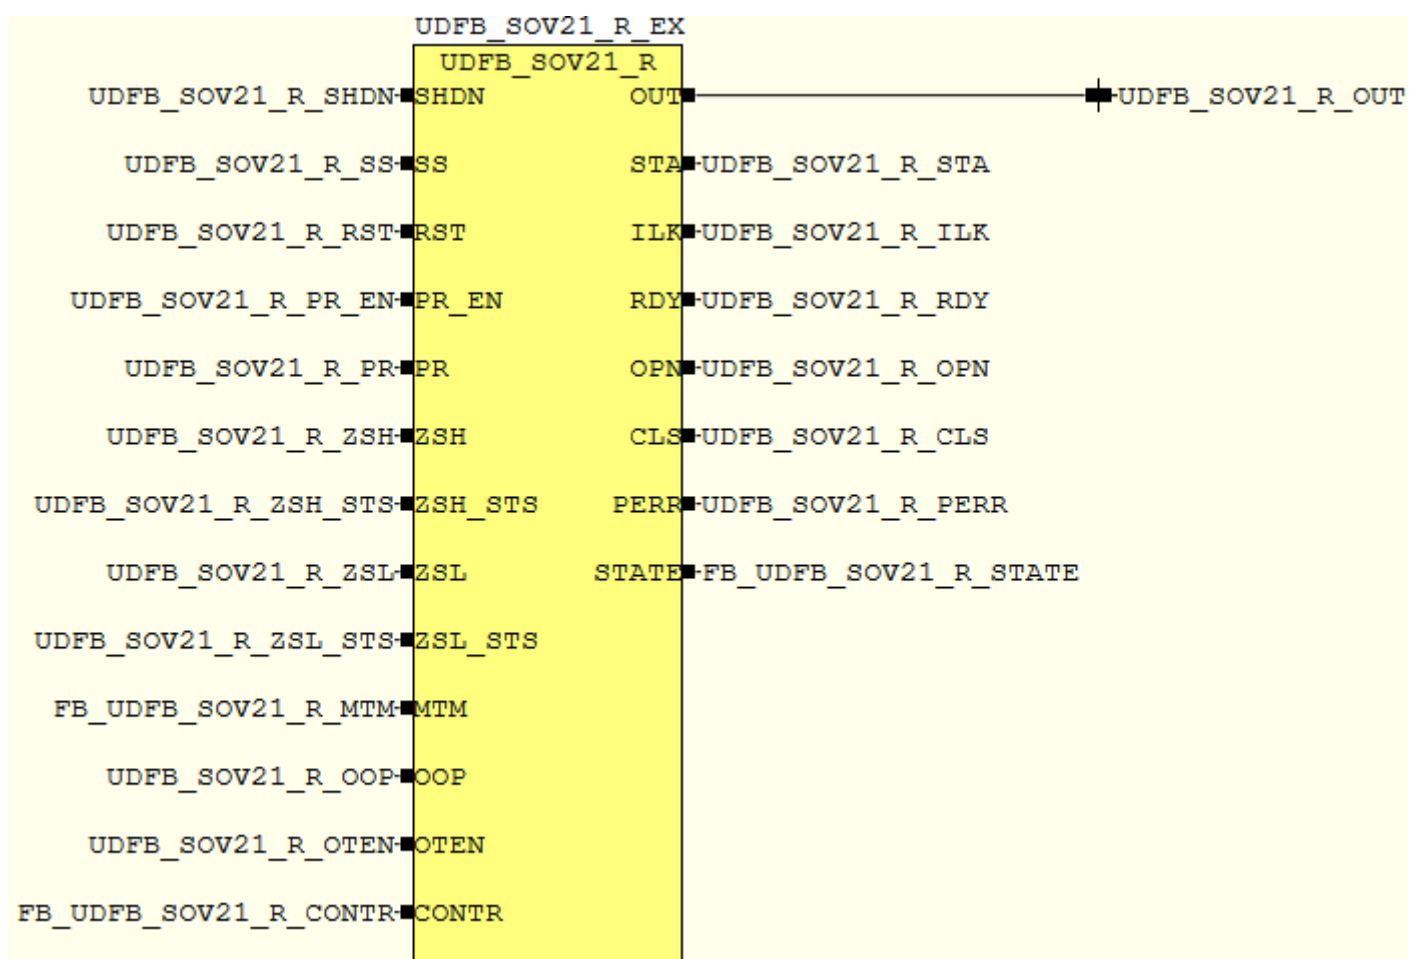 UDFB_SOV21_R_EX
UDFB_SOV21_R
UDFB_SOV21_R_SHDN SHDN OUT UDFB_SOV21_R_OUT
UDFB_SOV21_R_SS SS STA UDFB_SOV21_R_STA
UDFB_SOV21_R_RST RST ILK UDFB_SOV21_R_ILK
UDFB_SOV21_R_PR_EN PR_EN RDY UDFB_SOV21_R_RDY
UDFB_SOV21_R_PR PR OPN UDFB_SOV21_R_OPN
UDFB_SOV21_R_ZSH ZSH CLS UDFB_SOV21_R_CLS
UDFB_SOV21_R_ZSH_STS ZSH_STS PERR UDFB_SOV21_R_PERR
UDFB_SOV21_R_ZSL ZSL STATE FB_UDFB_SOV21_R_STATE
UDFB_SOV21_R_ZSL_STS ZSL_STS
FB_UDFB_SOV21_R_MTM MTM
UDFB_SOV21_R_OOP OOP
UDFB_SOV21_R_OTEN OTEN
FB_UDFB_SOV21_R_CONTR CONTR